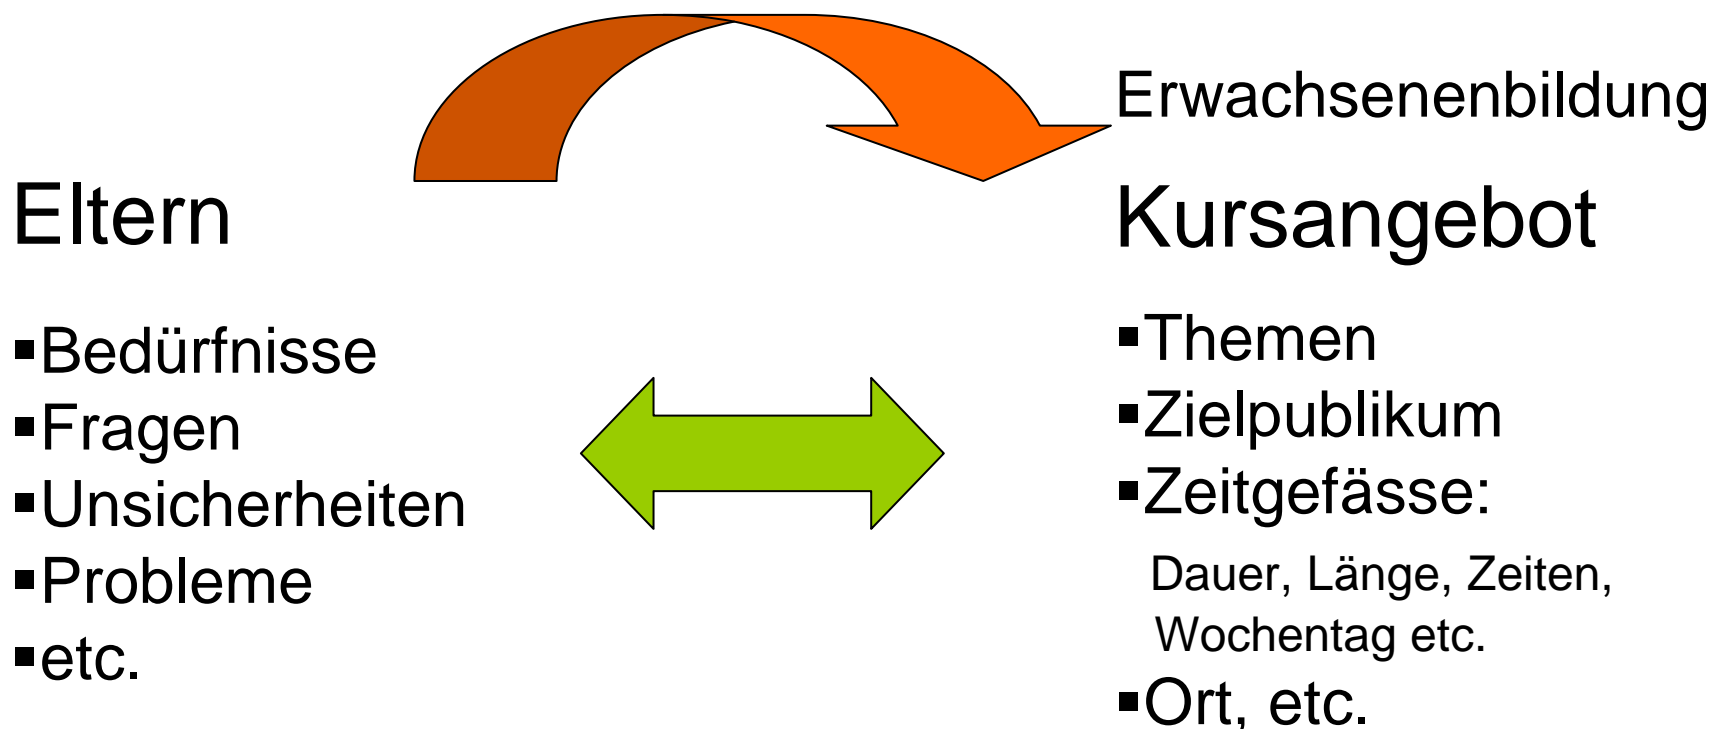 Eltern
▪Bedürfnisse
▪Fragen
▪Unsicherheiten
▪Probleme
▪etc.
Erwachsenenbildung
Kursangebot
▪Themen
▪Zielpublikum
▪Zeitgefässe:
Dauer, Länge, Zeiten,
Wochentag etc.
▪Ort, etc.